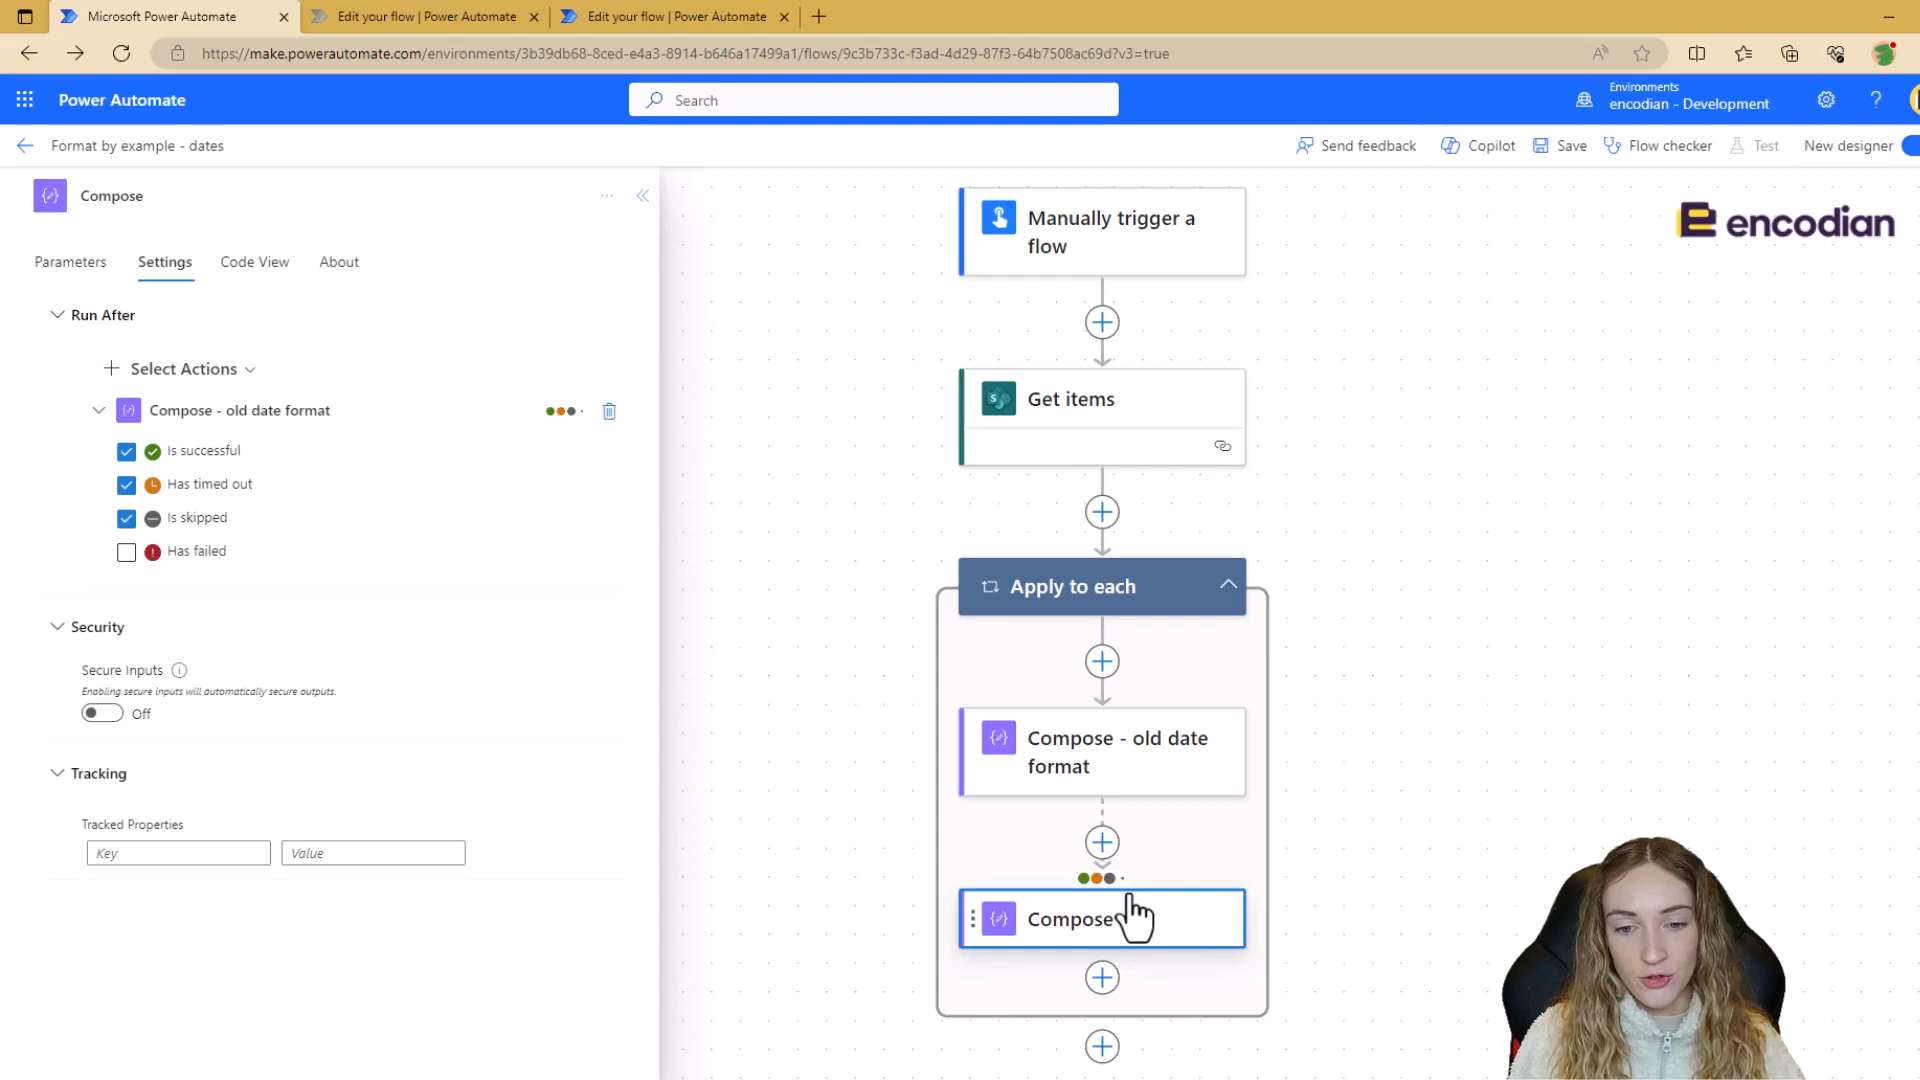 Microsoft Power Automate
Edit your flow | Power Automate
Edit your flow | Power Automate
https://make.powerautomate.com/environments/3b39db68-8ced-e4a3-8914-b646a17499a1/flows/9c3b733c-f3ad-4d29-87f3-64b7508ac69d?v3=true
Power Automate
Search
Environments
encodian - Development
Format by example - dates
Send feedback
Copilot
Save
Flow checker
Test
New designer
Compose
Parameters
Settings
Code View
About
Run After
Select Actions
Compose - old date format
Is successful
Has timed out
Is skipped
Has failed
Security
Secure Inputs
Enabling secure inputs will automatically secure outputs.
Off
Tracking
Tracked Properties
Key
Value
Manually trigger a
flow
Get items
Apply to each
Compose - old date
format
Compose
encodian